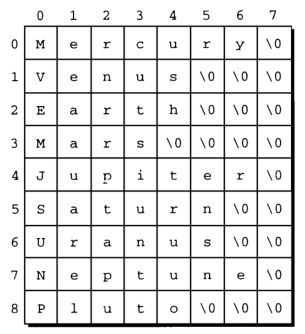 0 1 2 3 4 5 6 7
0 M e r c u r y \0
1 V e n u s \0 \0 \0
2 E a r t h \0 \0 \0
3 M a r s \0 \0 \0 \0
4 J u p i t e r \0
5 S a t u r n \0 \0
6 U r a n u s \0 \0
7 N e p t u n e \0
8 P l u t o \0 \0 \0